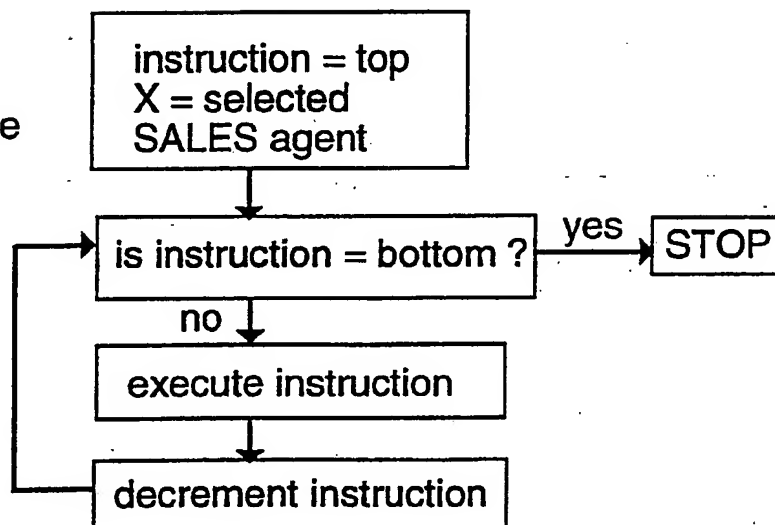 instruction = top
X = selected
e
SALES agent
is instruction = bottom ?
yes
STOP
no
execute instruction
decrement instruction